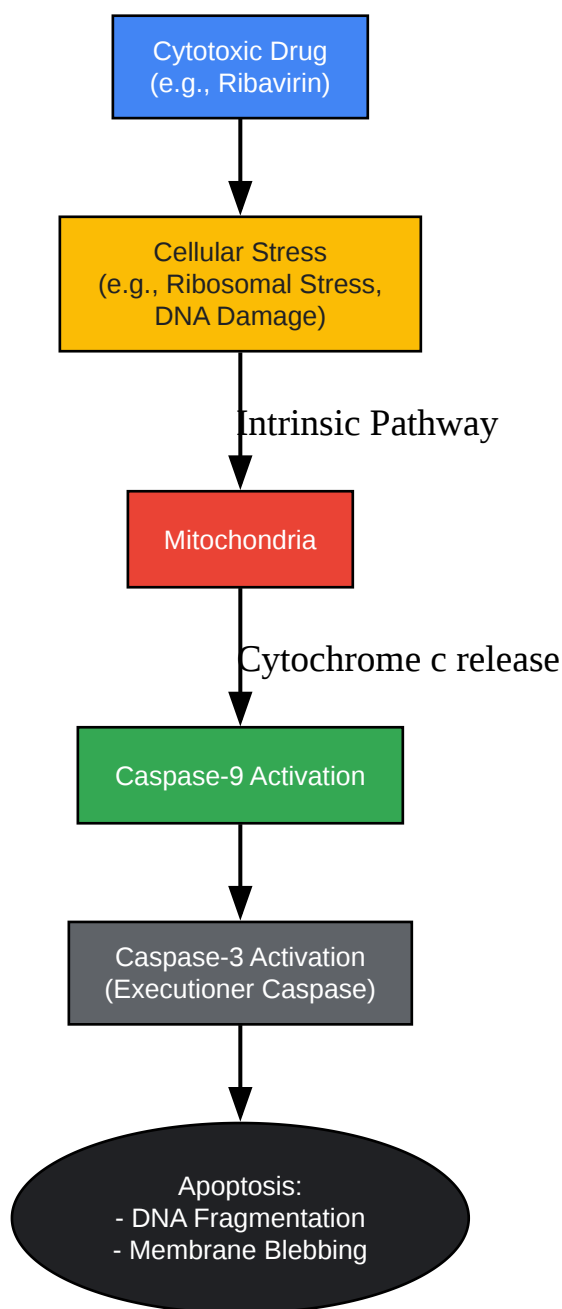 Cytotoxic Drug
(e.g., Ribavirin)
Cellular Stress
(e.g., Ribosomal Stress,
DNA Damage)
Intrinsic Pathway
Mitochondria
Cytochrome c release
Caspase-9 Activation
Caspase-3 Activation
(Executioner Caspase)
Apoptosis:
- DNA Fragmentation
- Membrane Blebbing